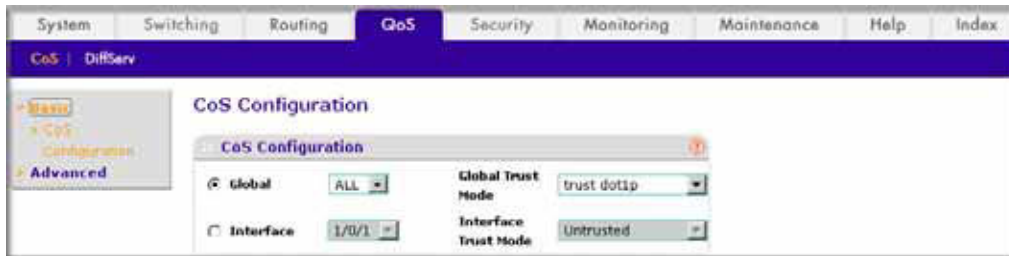 System Switching Routing QoS Security Monitoring Maintenance Help Index
CoS | DiffServ
Basic
CoS
Configuration
Advanced
CoS Configuration
CoS Configuration
Global ALL Global Trust Mode trust dot1p
Interface 1/0/1 Interface Trust Mode Untrusted